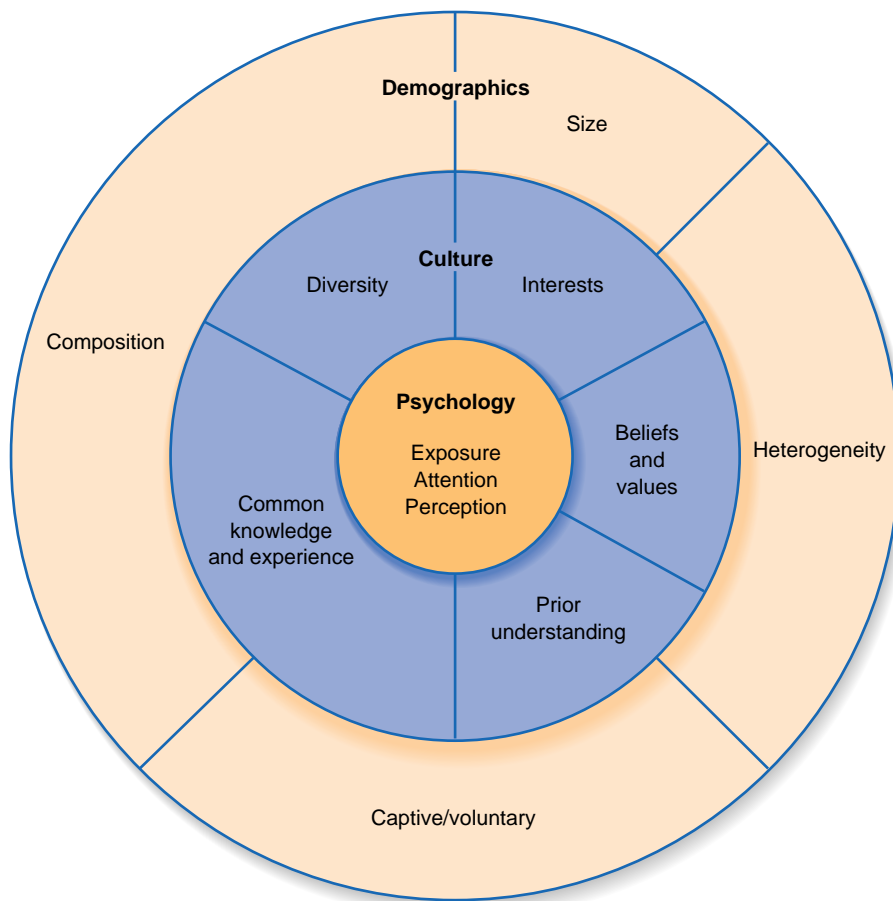 Demographics
Size
Culture
Diversity
Interests
Composition
Psychology
Exposure
Attention
Perception
Beliefs
and
values
Heterogeneity
Common
knowledge
and experience
Prior
understanding
Captive/voluntary